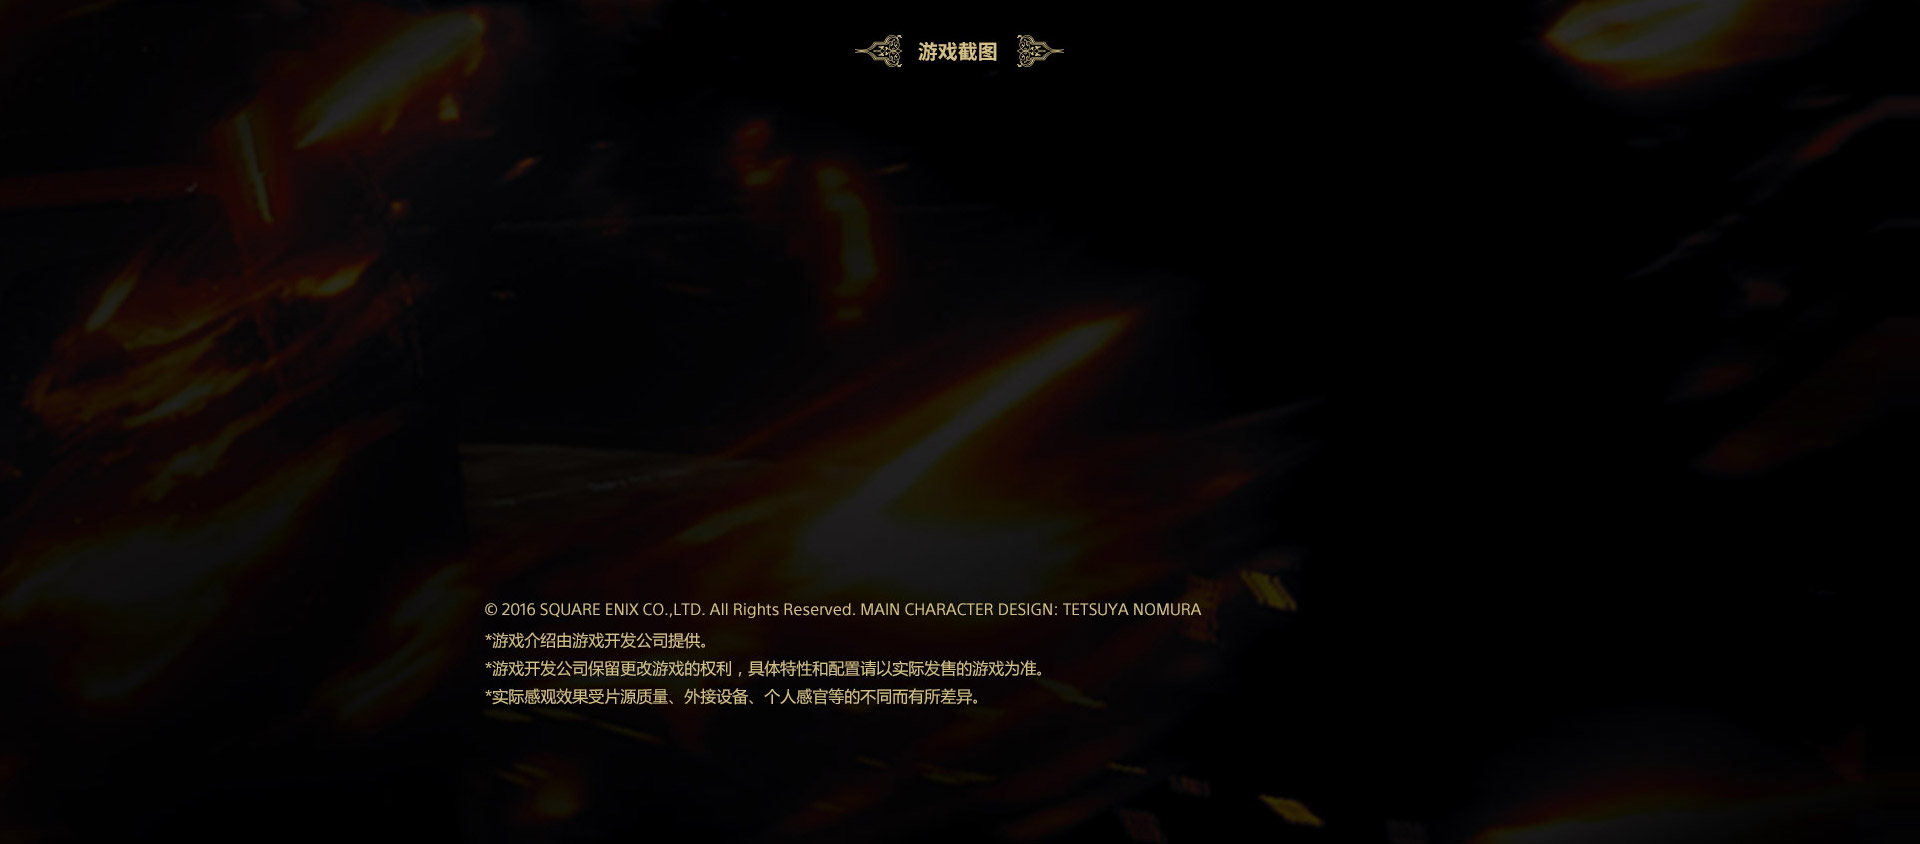 游戏截图
© 2016 SQUARE ENIX CO.,LTD. All Rights Reserved. MAIN CHARACTER DESIGN: TETSUYA NOMURA
*游戏介绍由游戏开发公司提供。
*游戏开发公司保留更改游戏的权利，具体特性和配置请以实际发售的游戏为准。
*实际感观效果受片源质量、外接设备、个人感官等的不同而有所差异。